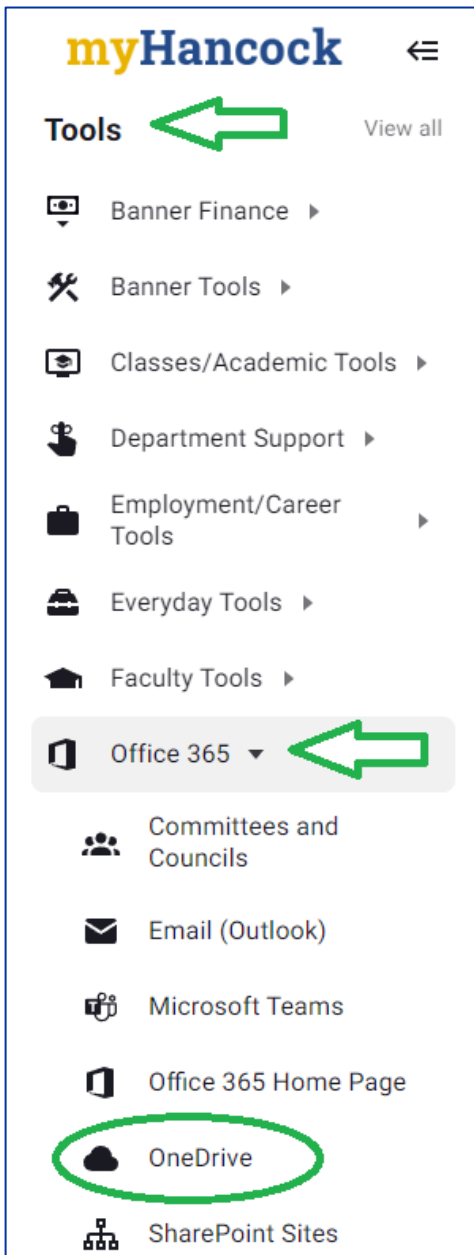 myHancock
Tools
View all
Banner Finance
Banner Tools
Classes/Academic Tools
Department Support
Employment/Career
Tools
Everyday Tools
Faculty Tools
Office 365
Committees and
Councils
Email (Outlook)
Microsoft Teams
Office 365 Home Page
OneDrive
SharePoint Sites